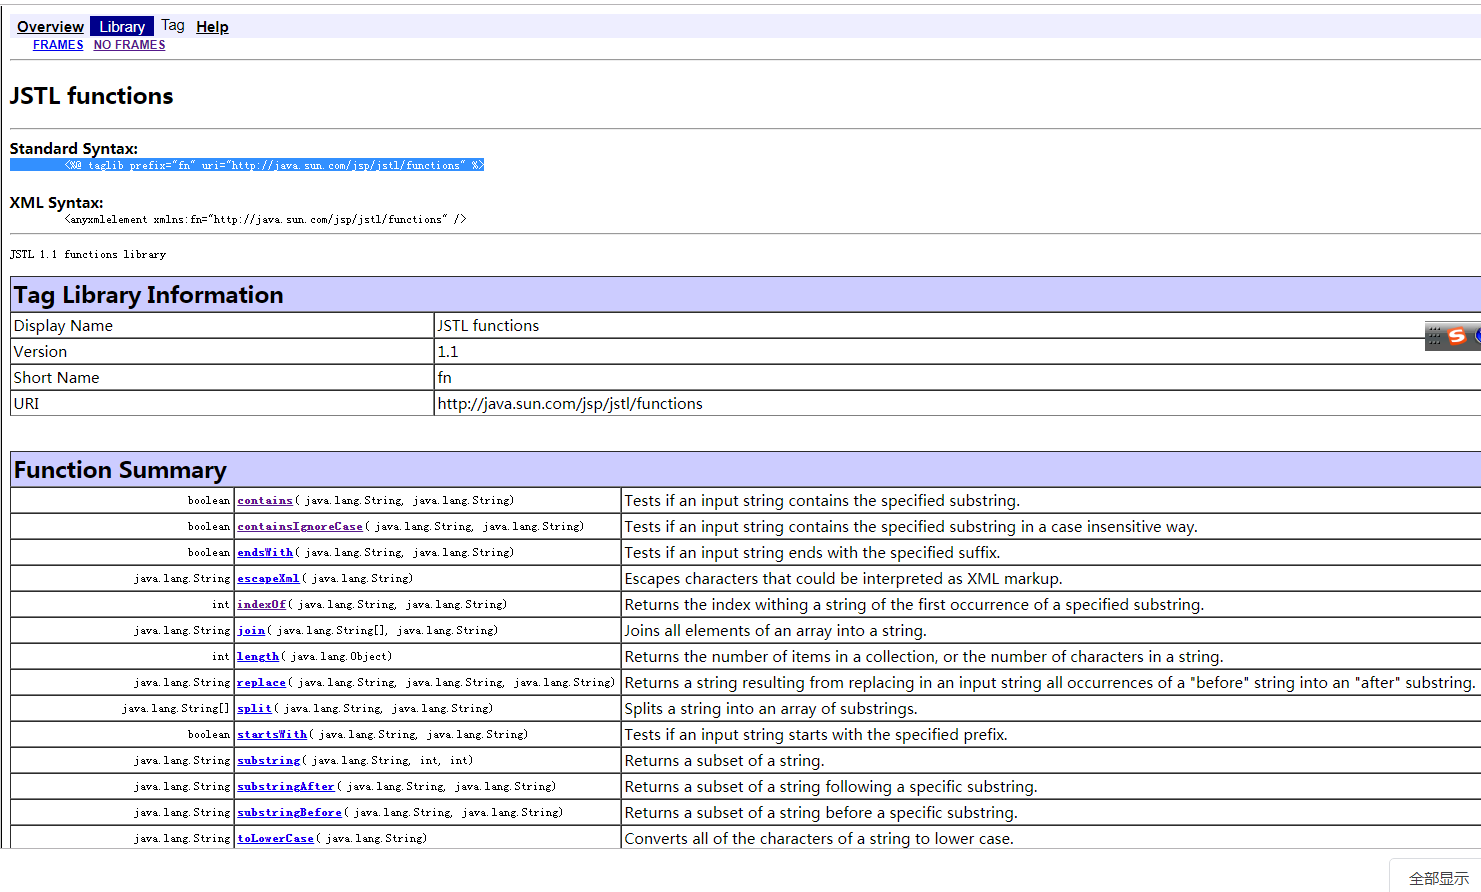 Overview Library Tag Help
FRAMES NO FRAMES
JSTL functions
Standard Syntax:
<%@ taglib prefix="fn" uri="http://java.sun.com/jsp/jstl/functions" %>
XML Syntax:
<anyxmlelement xmlns:fn="http://java.sun.com/jsp/jstl/functions" />
JSTL 1.1 functions library
Tag Library Information
Display Name JSTL functions
Version 1.1
Short Name fn
URI http://java.sun.com/jsp/jstl/functions
Function Summary
boolean contains( java.lang.String, java.lang.String) Tests if an input string contains the specified substring.
boolean containsIgnoreCase( java.lang.String, java.lang.String) Tests if an input string contains the specified substring in a case insensitive way.
boolean endsWith( java.lang.String, java.lang.String) Tests if an input string ends with the specified suffix.
java.lang.String escapeXml( java.lang.String) Escapes characters that could be interpreted as XML markup.
int indexOf( java.lang.String, java.lang.String) Returns the index withing a string of the first occurrence of a specified substring.
java.lang.String join( java.lang.String[], java.lang.String) Joins all elements of an array into a string.
int length( java.lang.Object) Returns the number of items in a collection, or the number of characters in a string.
java.lang.String replace( java.lang.String, java.lang.String, java.lang.String) Returns a string resulting from replacing in an input string all occurrences of a "before" string into an "after" substring.
java.lang.String[] split( java.lang.String, java.lang.String) Splits a string into an array of substrings.
boolean startsWith( java.lang.String, java.lang.String) Tests if an input string starts with the specified prefix.
java.lang.String substring( java.lang.String, int, int) Returns a subset of a string.
java.lang.String substringAfter( java.lang.String, java.lang.String) Returns a subset of a string following a specific substring.
java.lang.String substringBefore( java.lang.String, java.lang.String) Returns a subset of a string before a specific substring.
java.lang.String toLowerCase( java.lang.String) Converts all of the characters of a string to lower case.
全部显示